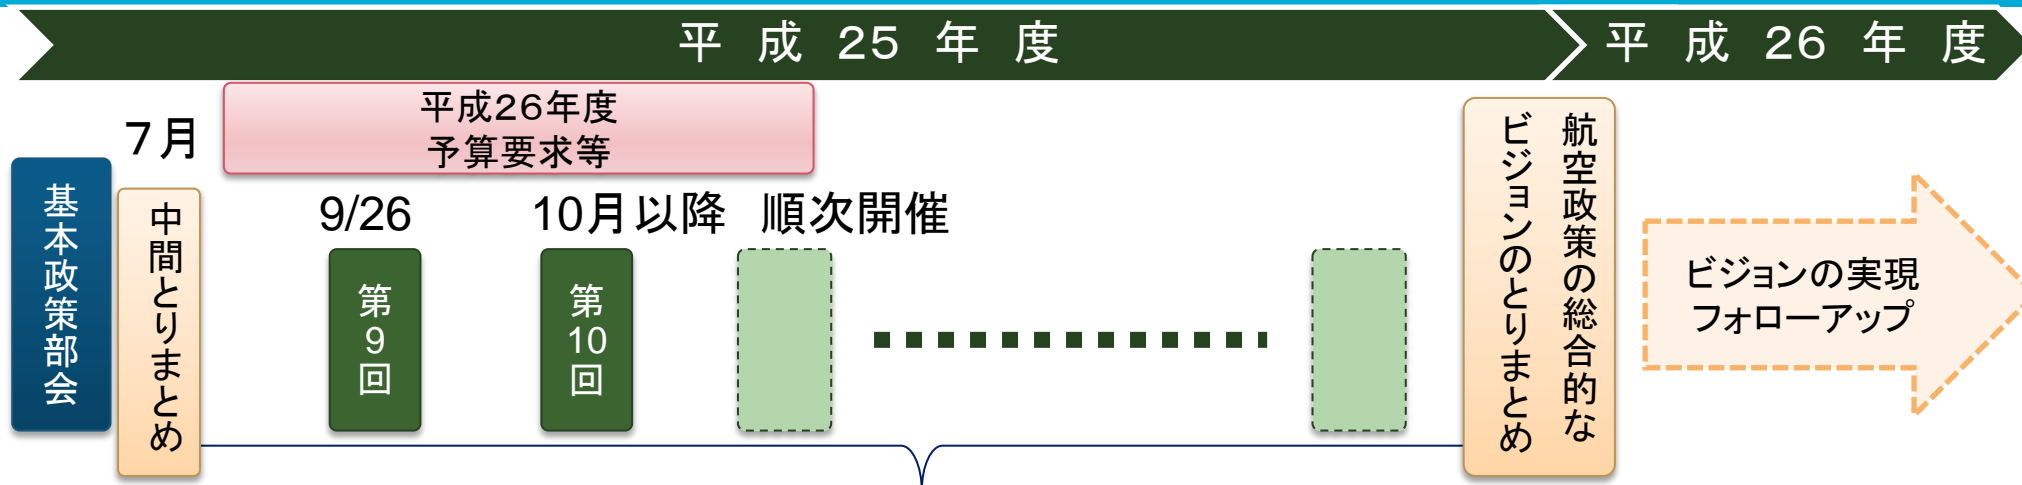 平成25年度
平成26年度
平成26年度
予算要求等
7月
基本政策部会
中間とりまとめ
9/26
10月以降 順次開催
第9回
第10回
航空政策の総合的な
ビジョンのとりまとめ
ビジョンの実現
フォローアップ